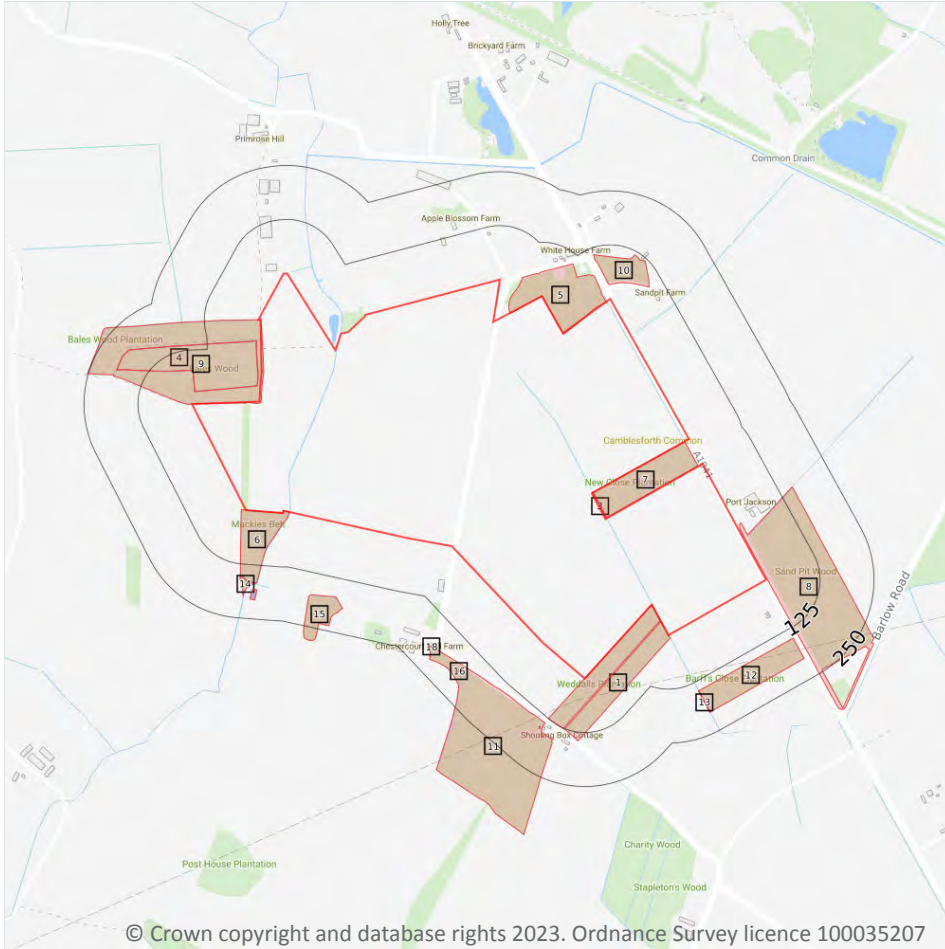 Holly Tree
Brickyard Farm
Primrose Hill
Common Drain
Apple Blossom Farm
White House Farm
10
Sandpit Farm
5
Bales Wood Plantation
4
9
Wood
Camblesforth Common
A1041
7
New Close Plantation
3
Port Jackson
Mackies Belt
6
Sand Pit Wood
8
14
15
125
Barlow Road
250
18
Chestercourt Farm
16
12
Barff's Close Plantation
1
Weddalls Plantation
13
Shooting Box Cottage
11
Charity Wood
Post House Plantation
Stapleton's Wood
© Crown copyright and database rights 2023. Ordnance Survey licence 100035207